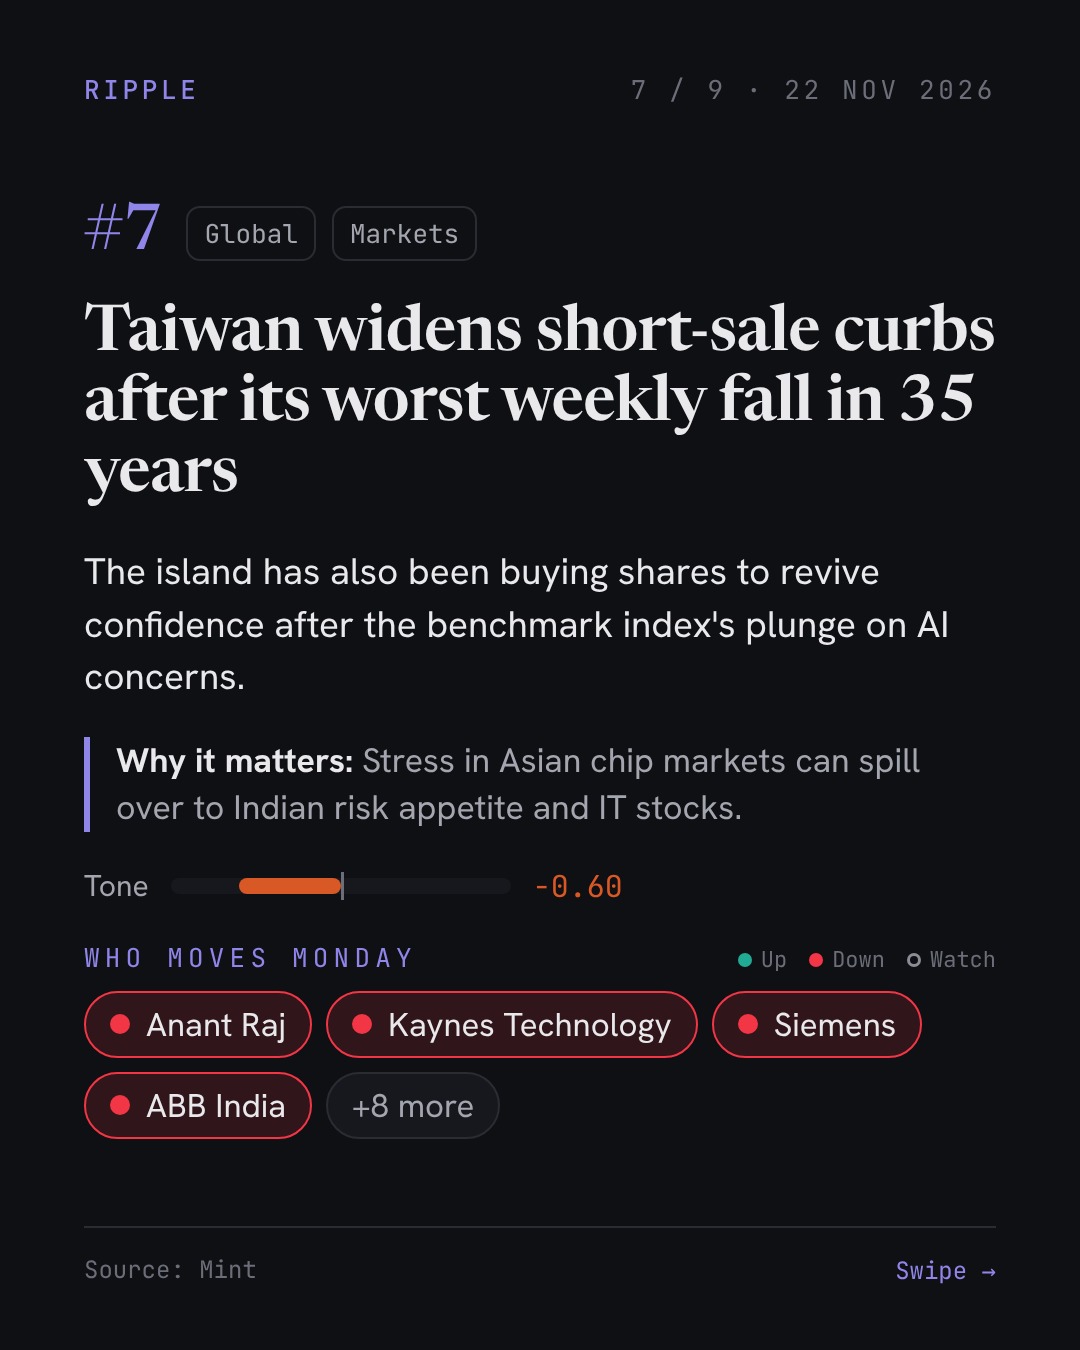 RIPPLE
7 / 9 · 22 NOV 2026
#7
Global
Markets
Taiwan widens short-sale curbs
after its worst weekly fall in 35
years
The island has also been buying shares to revive
confidence after the benchmark index's plunge on AI
concerns.
Why it matters: Stress in Asian chip markets can spill
over to Indian risk appetite and IT stocks.
Tone
-0.60
WHO MOVES MONDAY
Up
Down
Watch
Anant Raj
Kaynes Technology
Siemens
ABB India
+8 more
Source: Mint
Swipe →